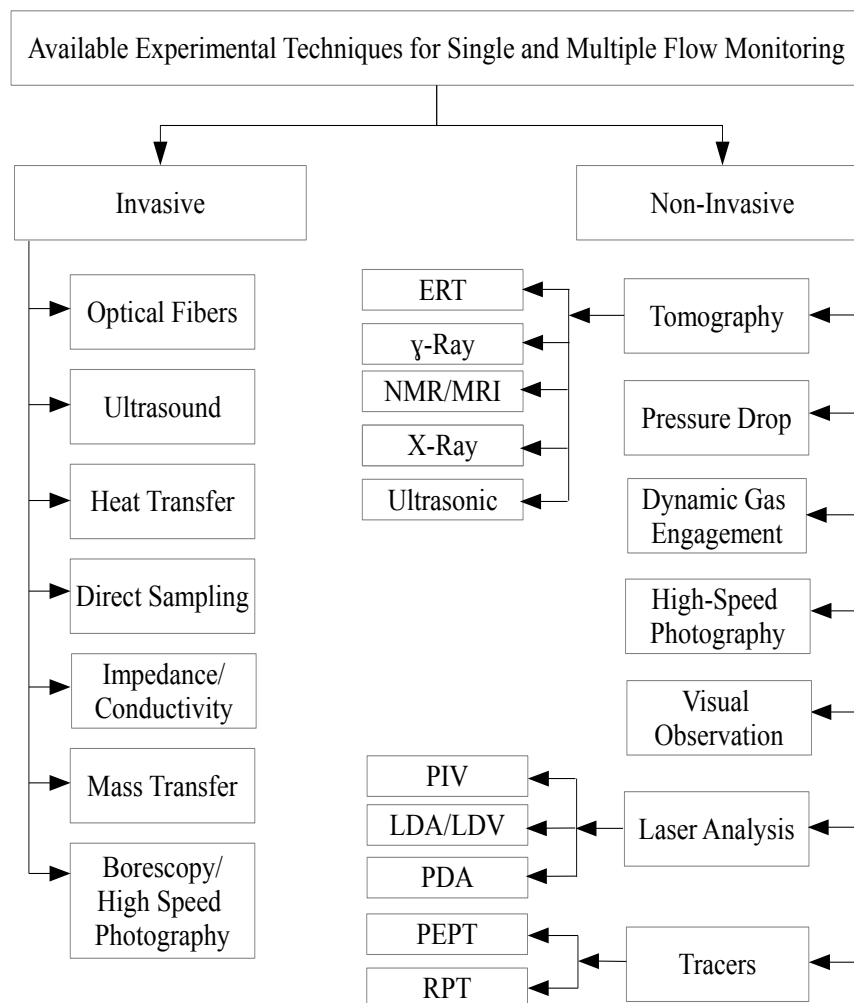 Available Experimental Techniques for Single and Multiple Flow Monitoring
Invasive
Non-Invasive
Optical Fibers
Ultrasound
Heat Transfer
Direct Sampling
Impedance/
Conductivity
Mass Transfer
Borescopy/
High Speed
Photography
ERT
ɣ-Ray
NMR/MRI
X-Ray
Ultrasonic
Tomography
Pressure Drop
Dynamic Gas
Engagement
High-Speed
Photography
Visual
Observation
PIV
LDA/LDV
PDA
Laser Analysis
PEPT
RPT
Tracers